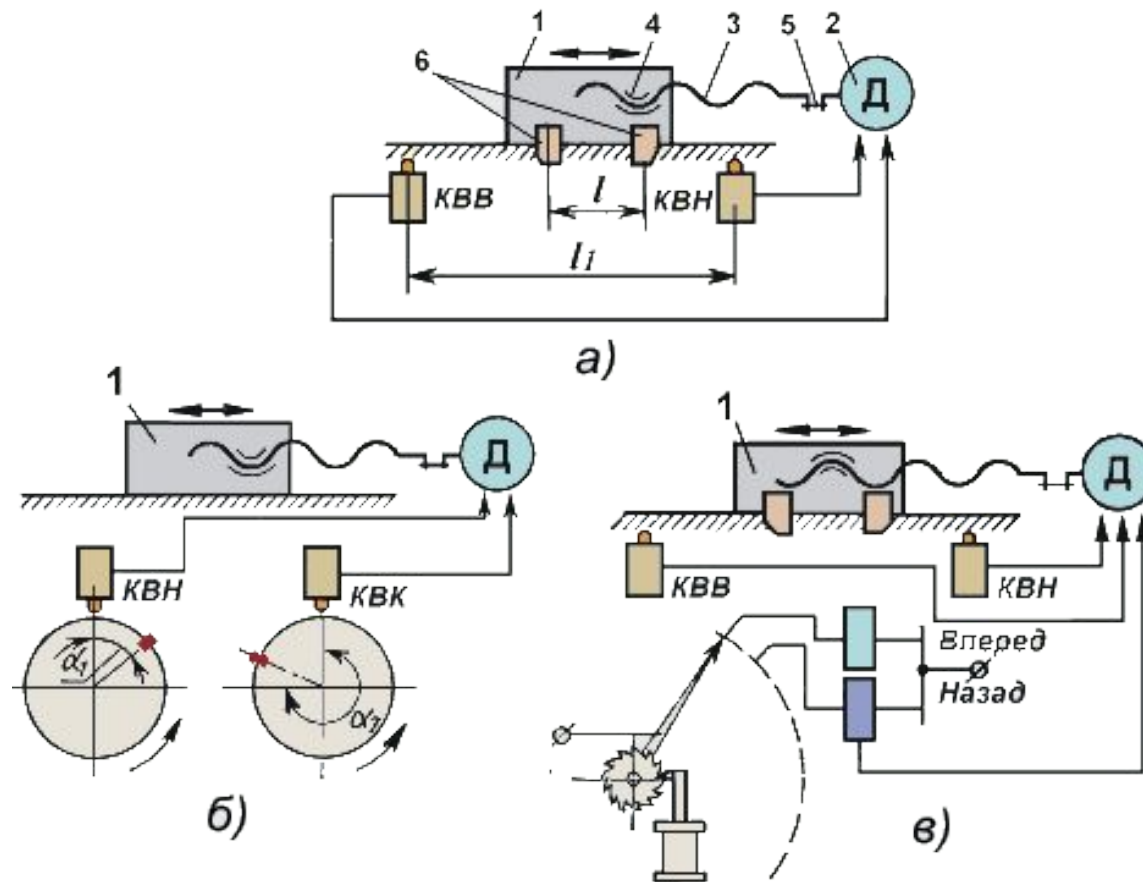 1 4 3 5 2
6 Д
КВВ l КВН
l1
а)
1
Д
КВН КВК
α1 α2
б)
1
Д
КВВ КВН
Вперед
Назад
в)